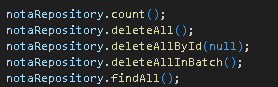 notaRepository.count();
notaRepository.deleteAll();
notaRepository.deleteAllById(null);
notaRepository.deleteAllInBatch();
notaRepository.findAll();